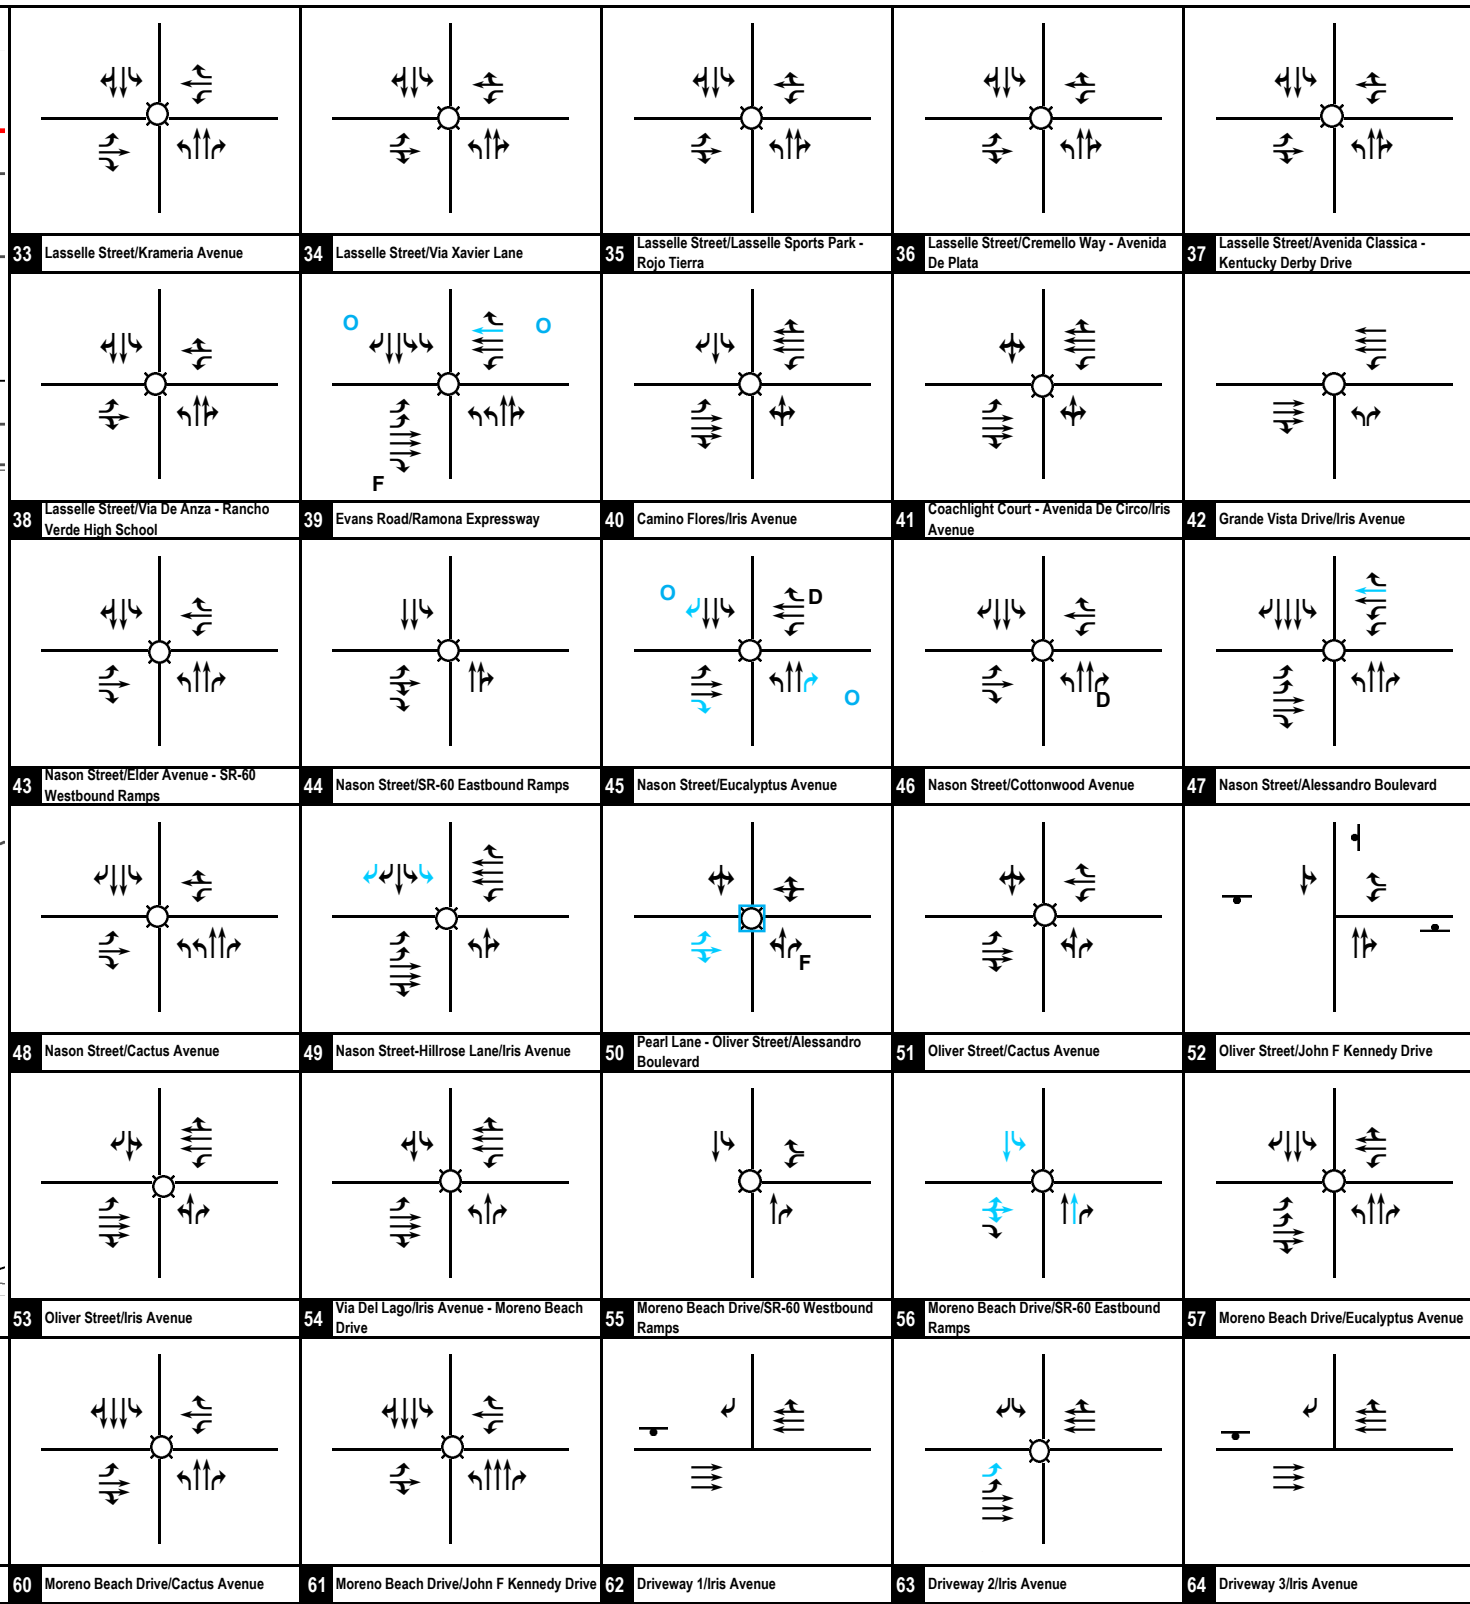 33 Lasselle Street/Krameria Avenue
34 Lasselle Street/Via Xavier Lane
35 Lasselle Street/Lasselle Sports Park -
Rojo Tierra
36 Lasselle Street/Cremello Way - Avenida
De Plata
37 Lasselle Street/Avenida Classica -
Kentucky Derby Drive
O
O
F
38 Lasselle Street/Via De Anza - Rancho
Verde High School
39 Evans Road/Ramona Expressway
40 Camino Flores/Iris Avenue
41 Coachlight Court - Avenida De Circo/Iris
Avenue
42 Grande Vista Drive/Iris Avenue
O
D
O
D
43 Nason Street/Elder Avenue - SR-60
Westbound Ramps
44 Nason Street/SR-60 Eastbound Ramps
45 Nason Street/Eucalyptus Avenue
46 Nason Street/Cottonwood Avenue
47 Nason Street/Alessandro Boulevard
F
48 Nason Street/Cactus Avenue
49 Nason Street-Hillrose Lane/Iris Avenue
50 Pearl Lane - Oliver Street/Alessandro
Boulevard
51 Oliver Street/Cactus Avenue
52 Oliver Street/John F Kennedy Drive
53 Oliver Street/Iris Avenue
54 Via Del Lago/Iris Avenue - Moreno Beach
Drive
55 Moreno Beach Drive/SR-60 Westbound
Ramps
56 Moreno Beach Drive/SR-60 Eastbound
Ramps
57 Moreno Beach Drive/Eucalyptus Avenue
60 Moreno Beach Drive/Cactus Avenue
61 Moreno Beach Drive/John F Kennedy Drive
62 Driveway 1/Iris Avenue
63 Driveway 2/Iris Avenue
64 Driveway 3/Iris Avenue